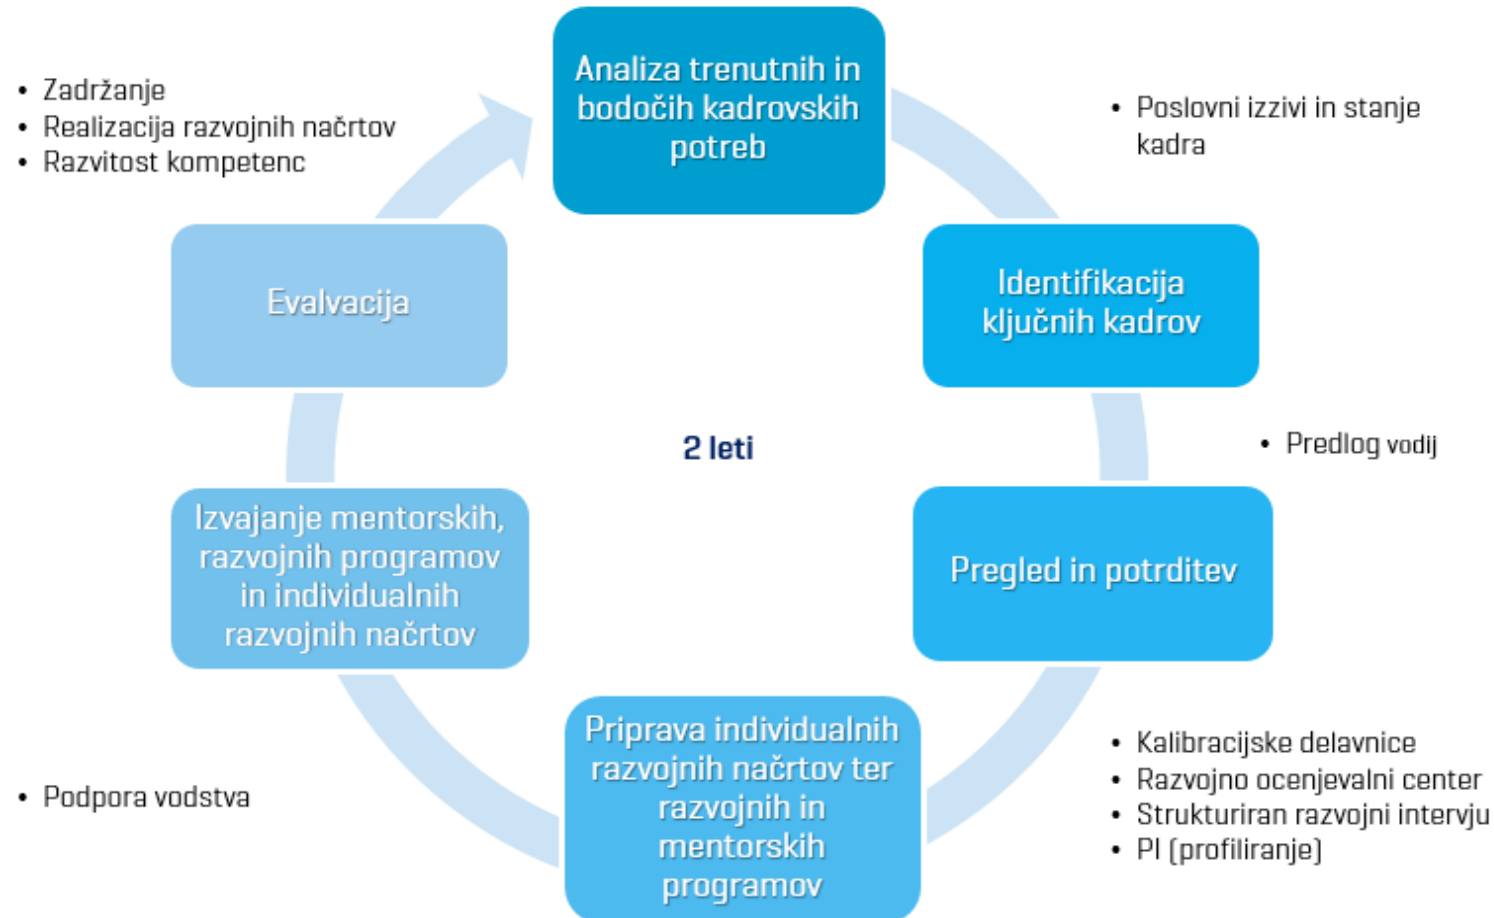 Analiza trenutnih in
bodočih kadrovskih
potreb
• Poslovni izzivi in stanje
kadra
Identifikacija
ključnih kadrov
• Predlog vodij
Pregled in potrditev
• Kalibracijske delavnice
• Razvojno ocenjevalni center
• Strukturiran razvojni intervju
• PI (profiliranje)
Priprava individualnih
razvojnih načrtov ter
razvojnih in
mentorskih
programov
• Podpora vodstva
Izvajanje mentorskih,
razvojnih programov
in individualnih
razvojnih načrtov
Evalvacija
• Zadržanje
• Realizacija razvojnih načrtov
• Razvitost kompetenc
2 leti